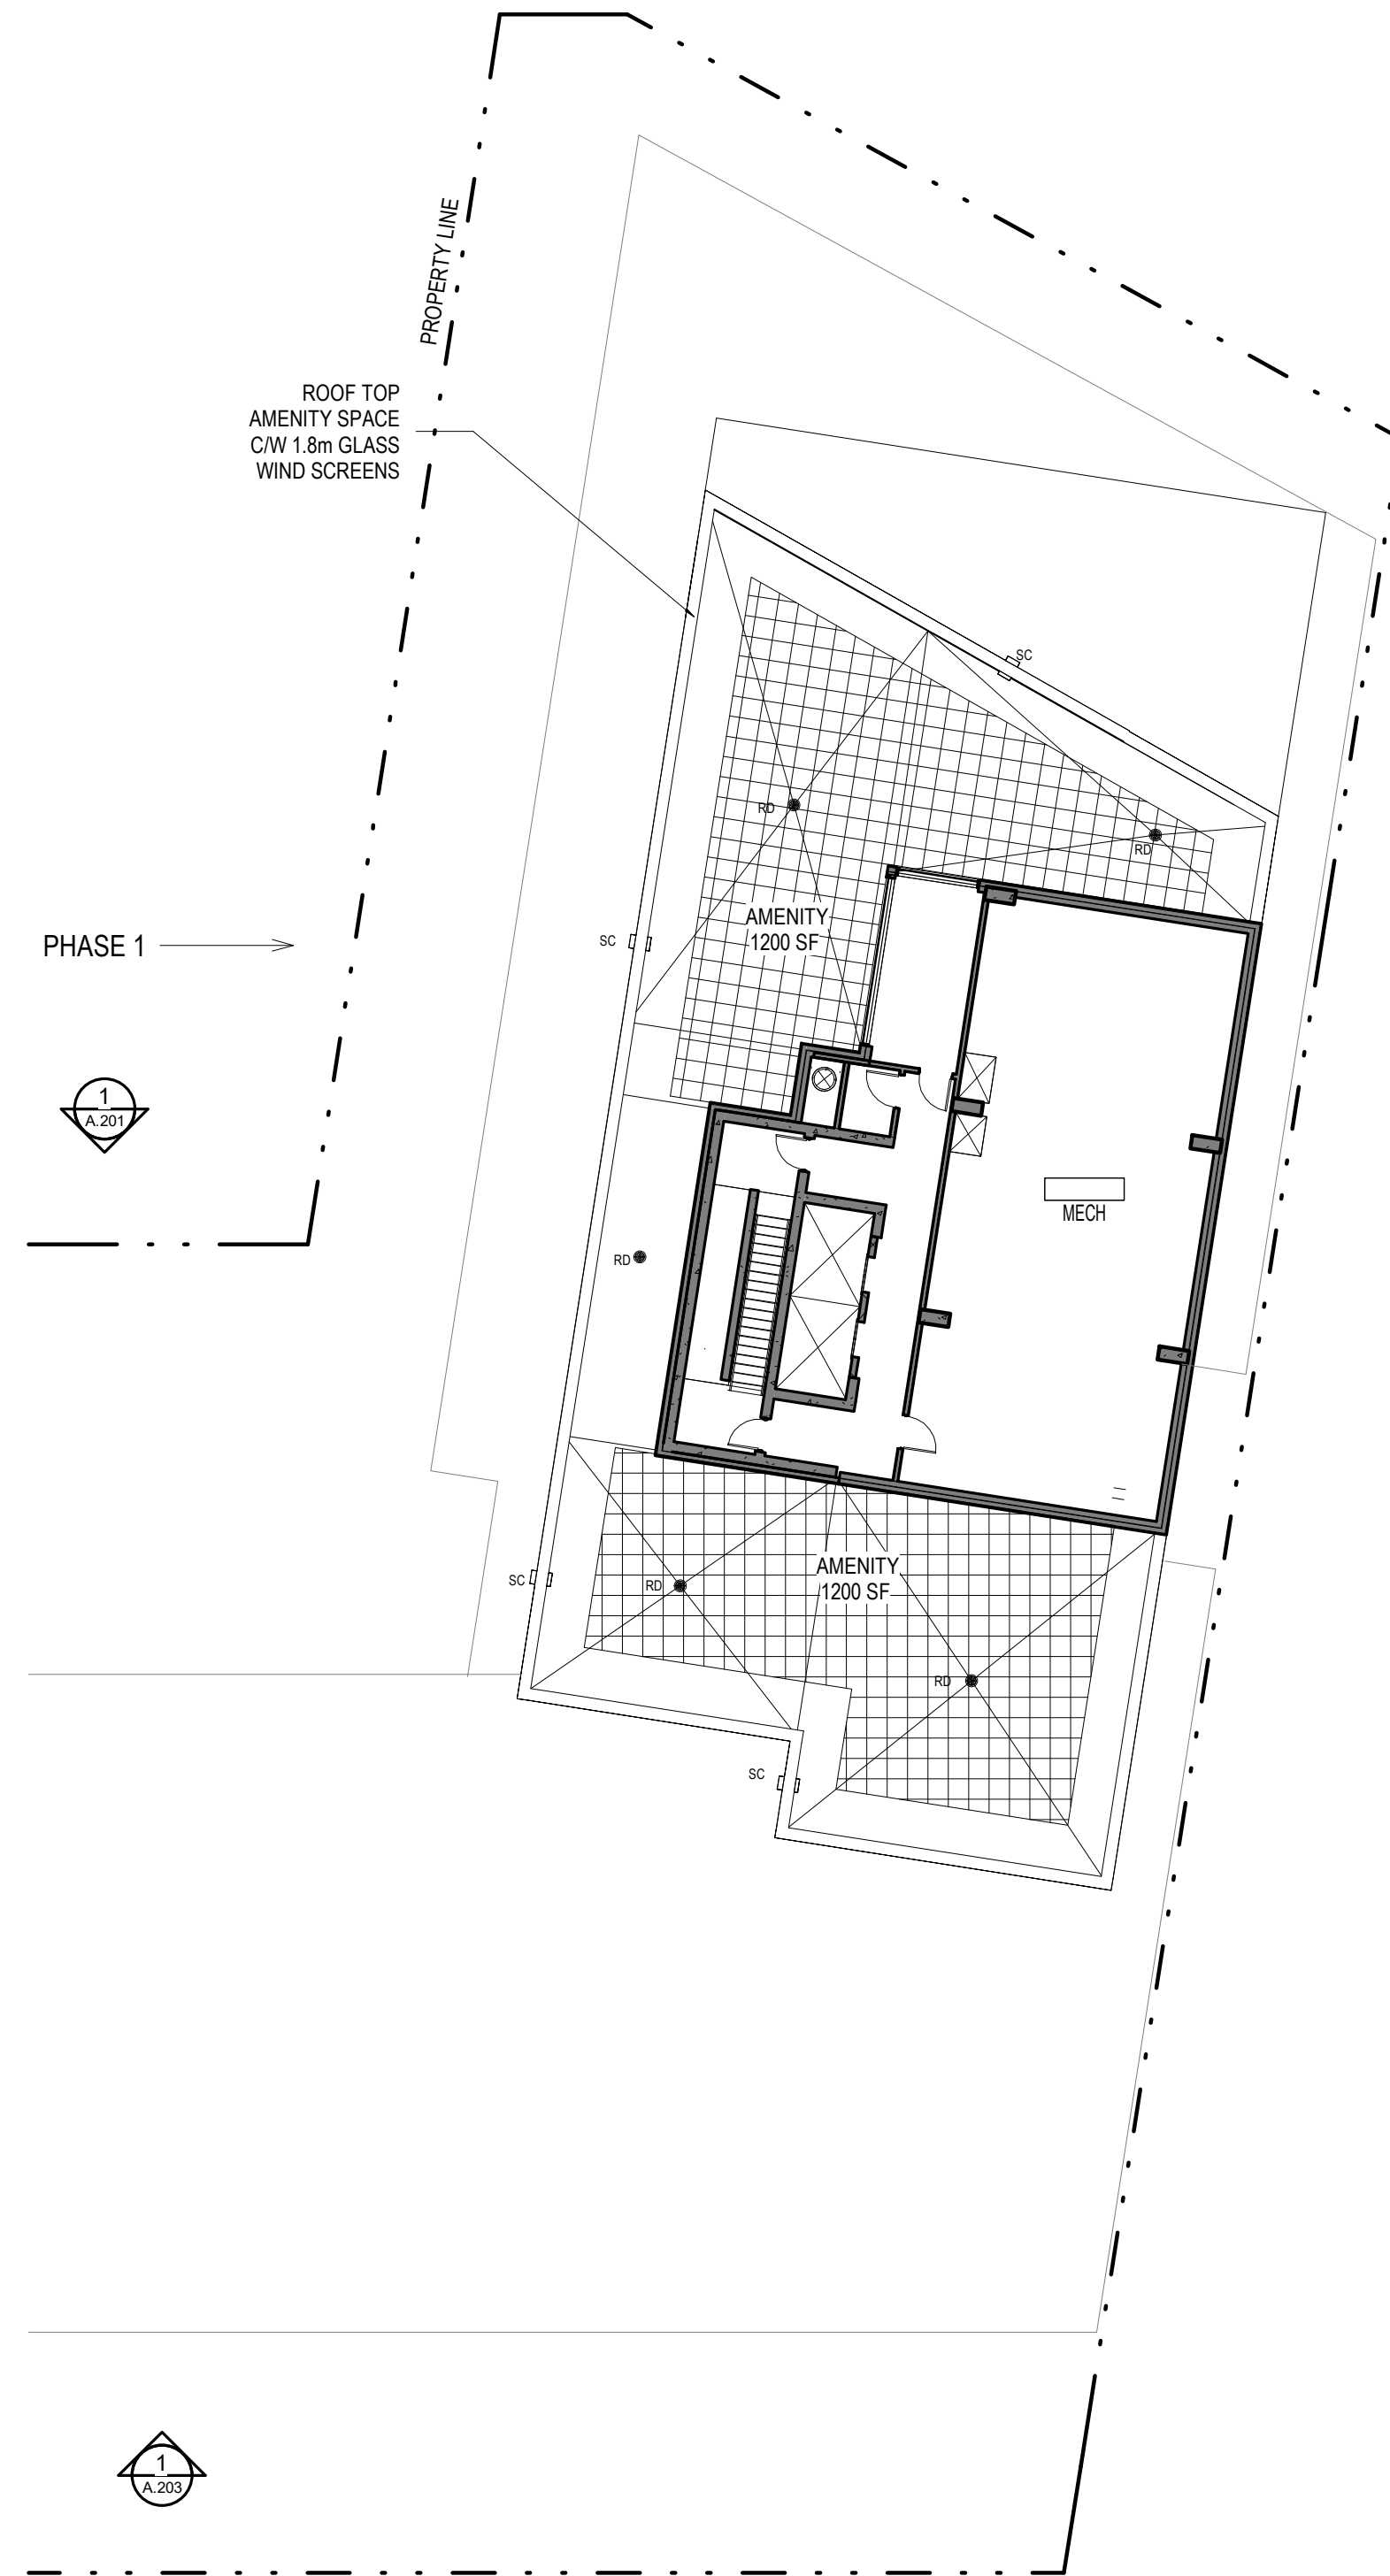 PROPERTY LINE
ROOF TOP
AMENITY SPACE
C/W 1.8m GLASS
WIND SCREENS
SC
RD
RD
AMENITY
1200 SF
SC
PHASE 1
1
A.201
MECH
RD
AMENITY
1200 SF
SC
RD
RD
SC
1
A.203